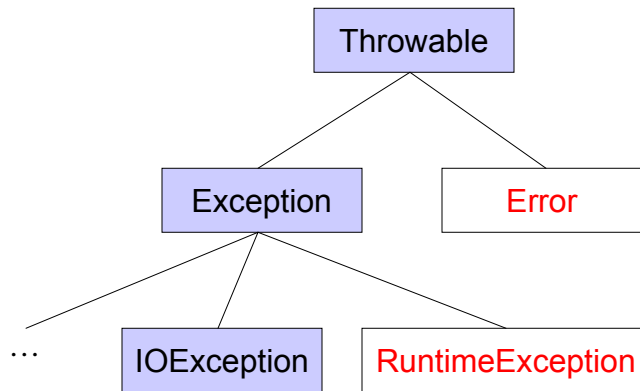 Throwable
Exception
Error
...
IOException
RuntimeException